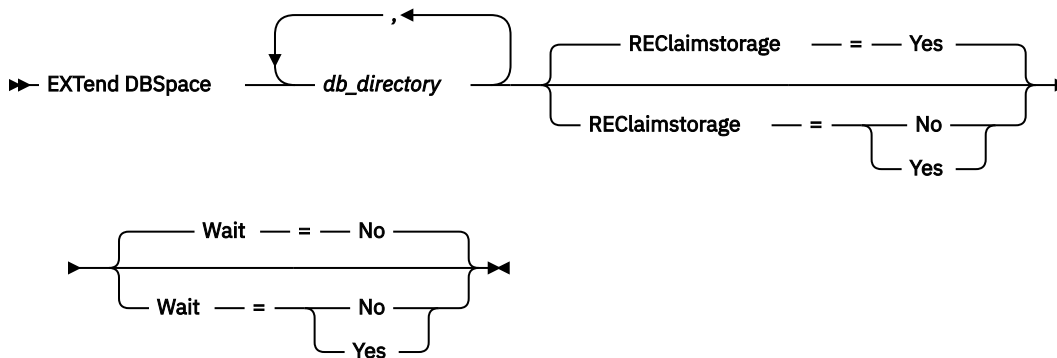 ,
REClaimstorage = Yes
EXTend DBSpace db_directory
REClaimstorage = No
Yes
Wait = No
Wait = No
Yes